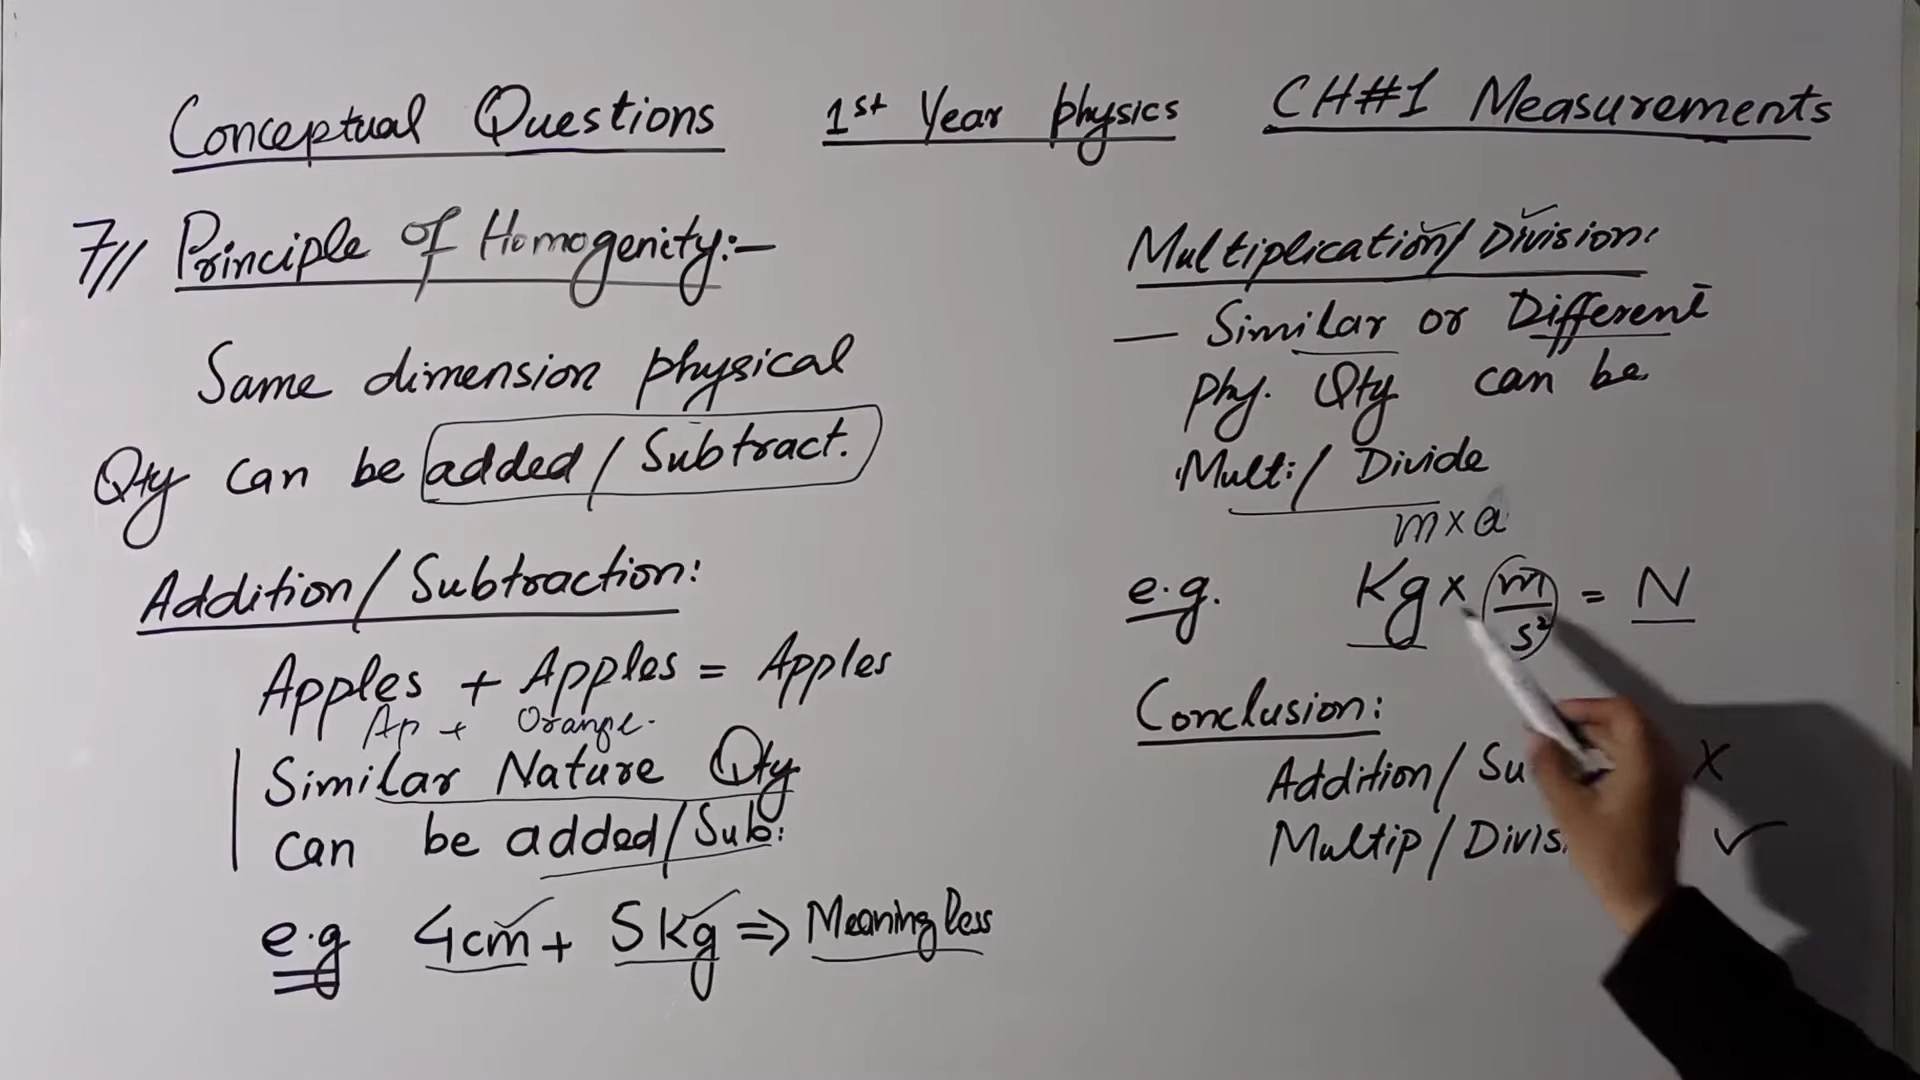 Conceptual Questions 1st Year physics CH#1 Measurements
7// Principle of Homogenity:-
Same dimension physical
Qty can be added / Subtract.
Addition/Subtraction:
Apples + Apples = Apples
Ap + Orange.
Similar Nature Qty
can be added/Sub:
e.g 4cm + 5kg => Meaningless
Multiplication/Division:
— Similar or Different
Phy. Qty can be
Multi:/ Divide
m x a
e.g. Kg x m/s² = N
Conclusion:
Addition/ Su x
Multip/Divis ✓